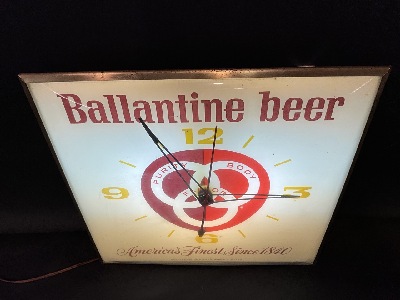 Ballantine beer
12
PURITY BODY
9 3
6
America's Finest Since 1840